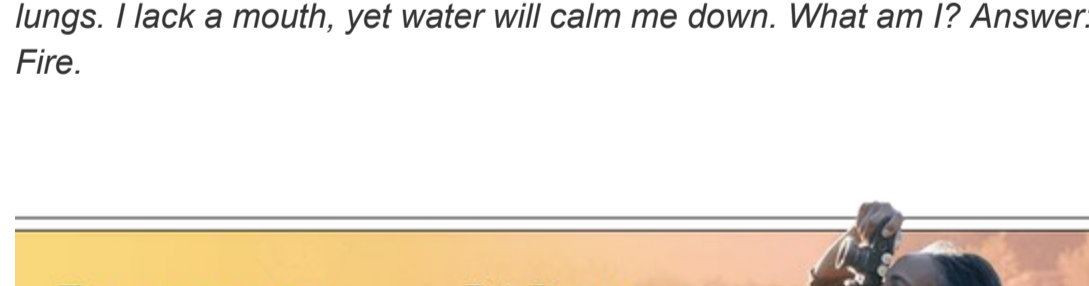 lungs. I lack a mouth, yet water will calm me down. What am I? Answer:
Fire.